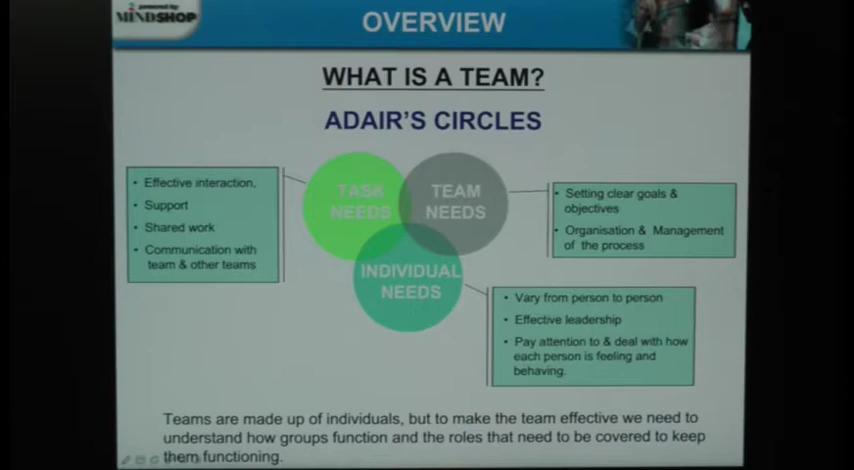 powered by
MINDSHOP
OVERVIEW
WHAT IS A TEAM?
ADAIR'S CIRCLES
• Effective interaction,
• Support
• Shared work
• Communication with
team & other teams
TASK
NEEDS
TEAM
NEEDS
INDIVIDUAL
NEEDS
• Setting clear goals &
objectives
• Organisation & Management
of the process
• Vary from person to person
• Effective leadership
• Pay attention to & deal with how
each person is feeling and
behaving.
Teams are made up of individuals, but to make the team effective we need to
understand how groups function and the roles that need to be covered to keep
them functioning.